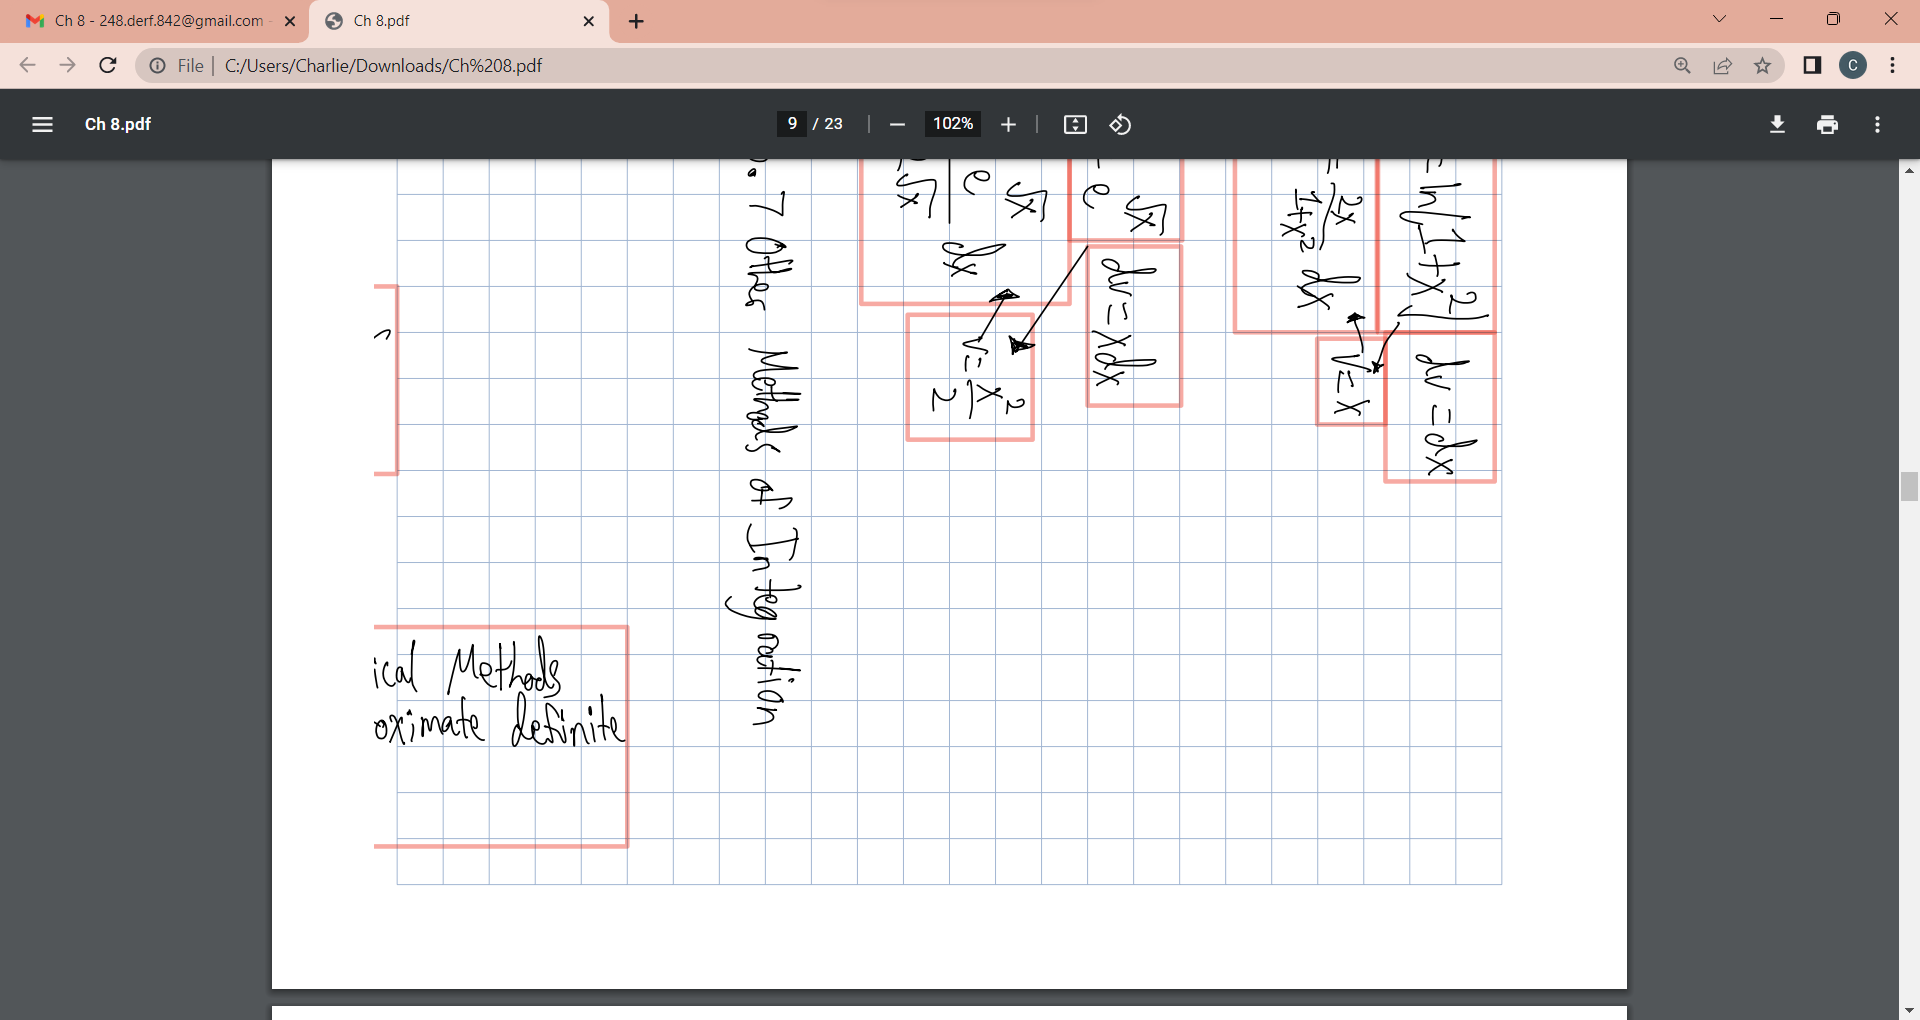 Ch 8 - 248.derf.842@gmail.com
Ch 8.pdf
File | C:/Users/Charlie/Downloads/Ch%208.pdf
C
Ch 8.pdf
9 / 23
102%
= ln(1+x²) dv = dx
= 2x/1+x² dx v = x
e √x dv = xdx
e √x / √x dx v = x²/2
. 7 Other Methods of Integration
ical Methods
oximate definite